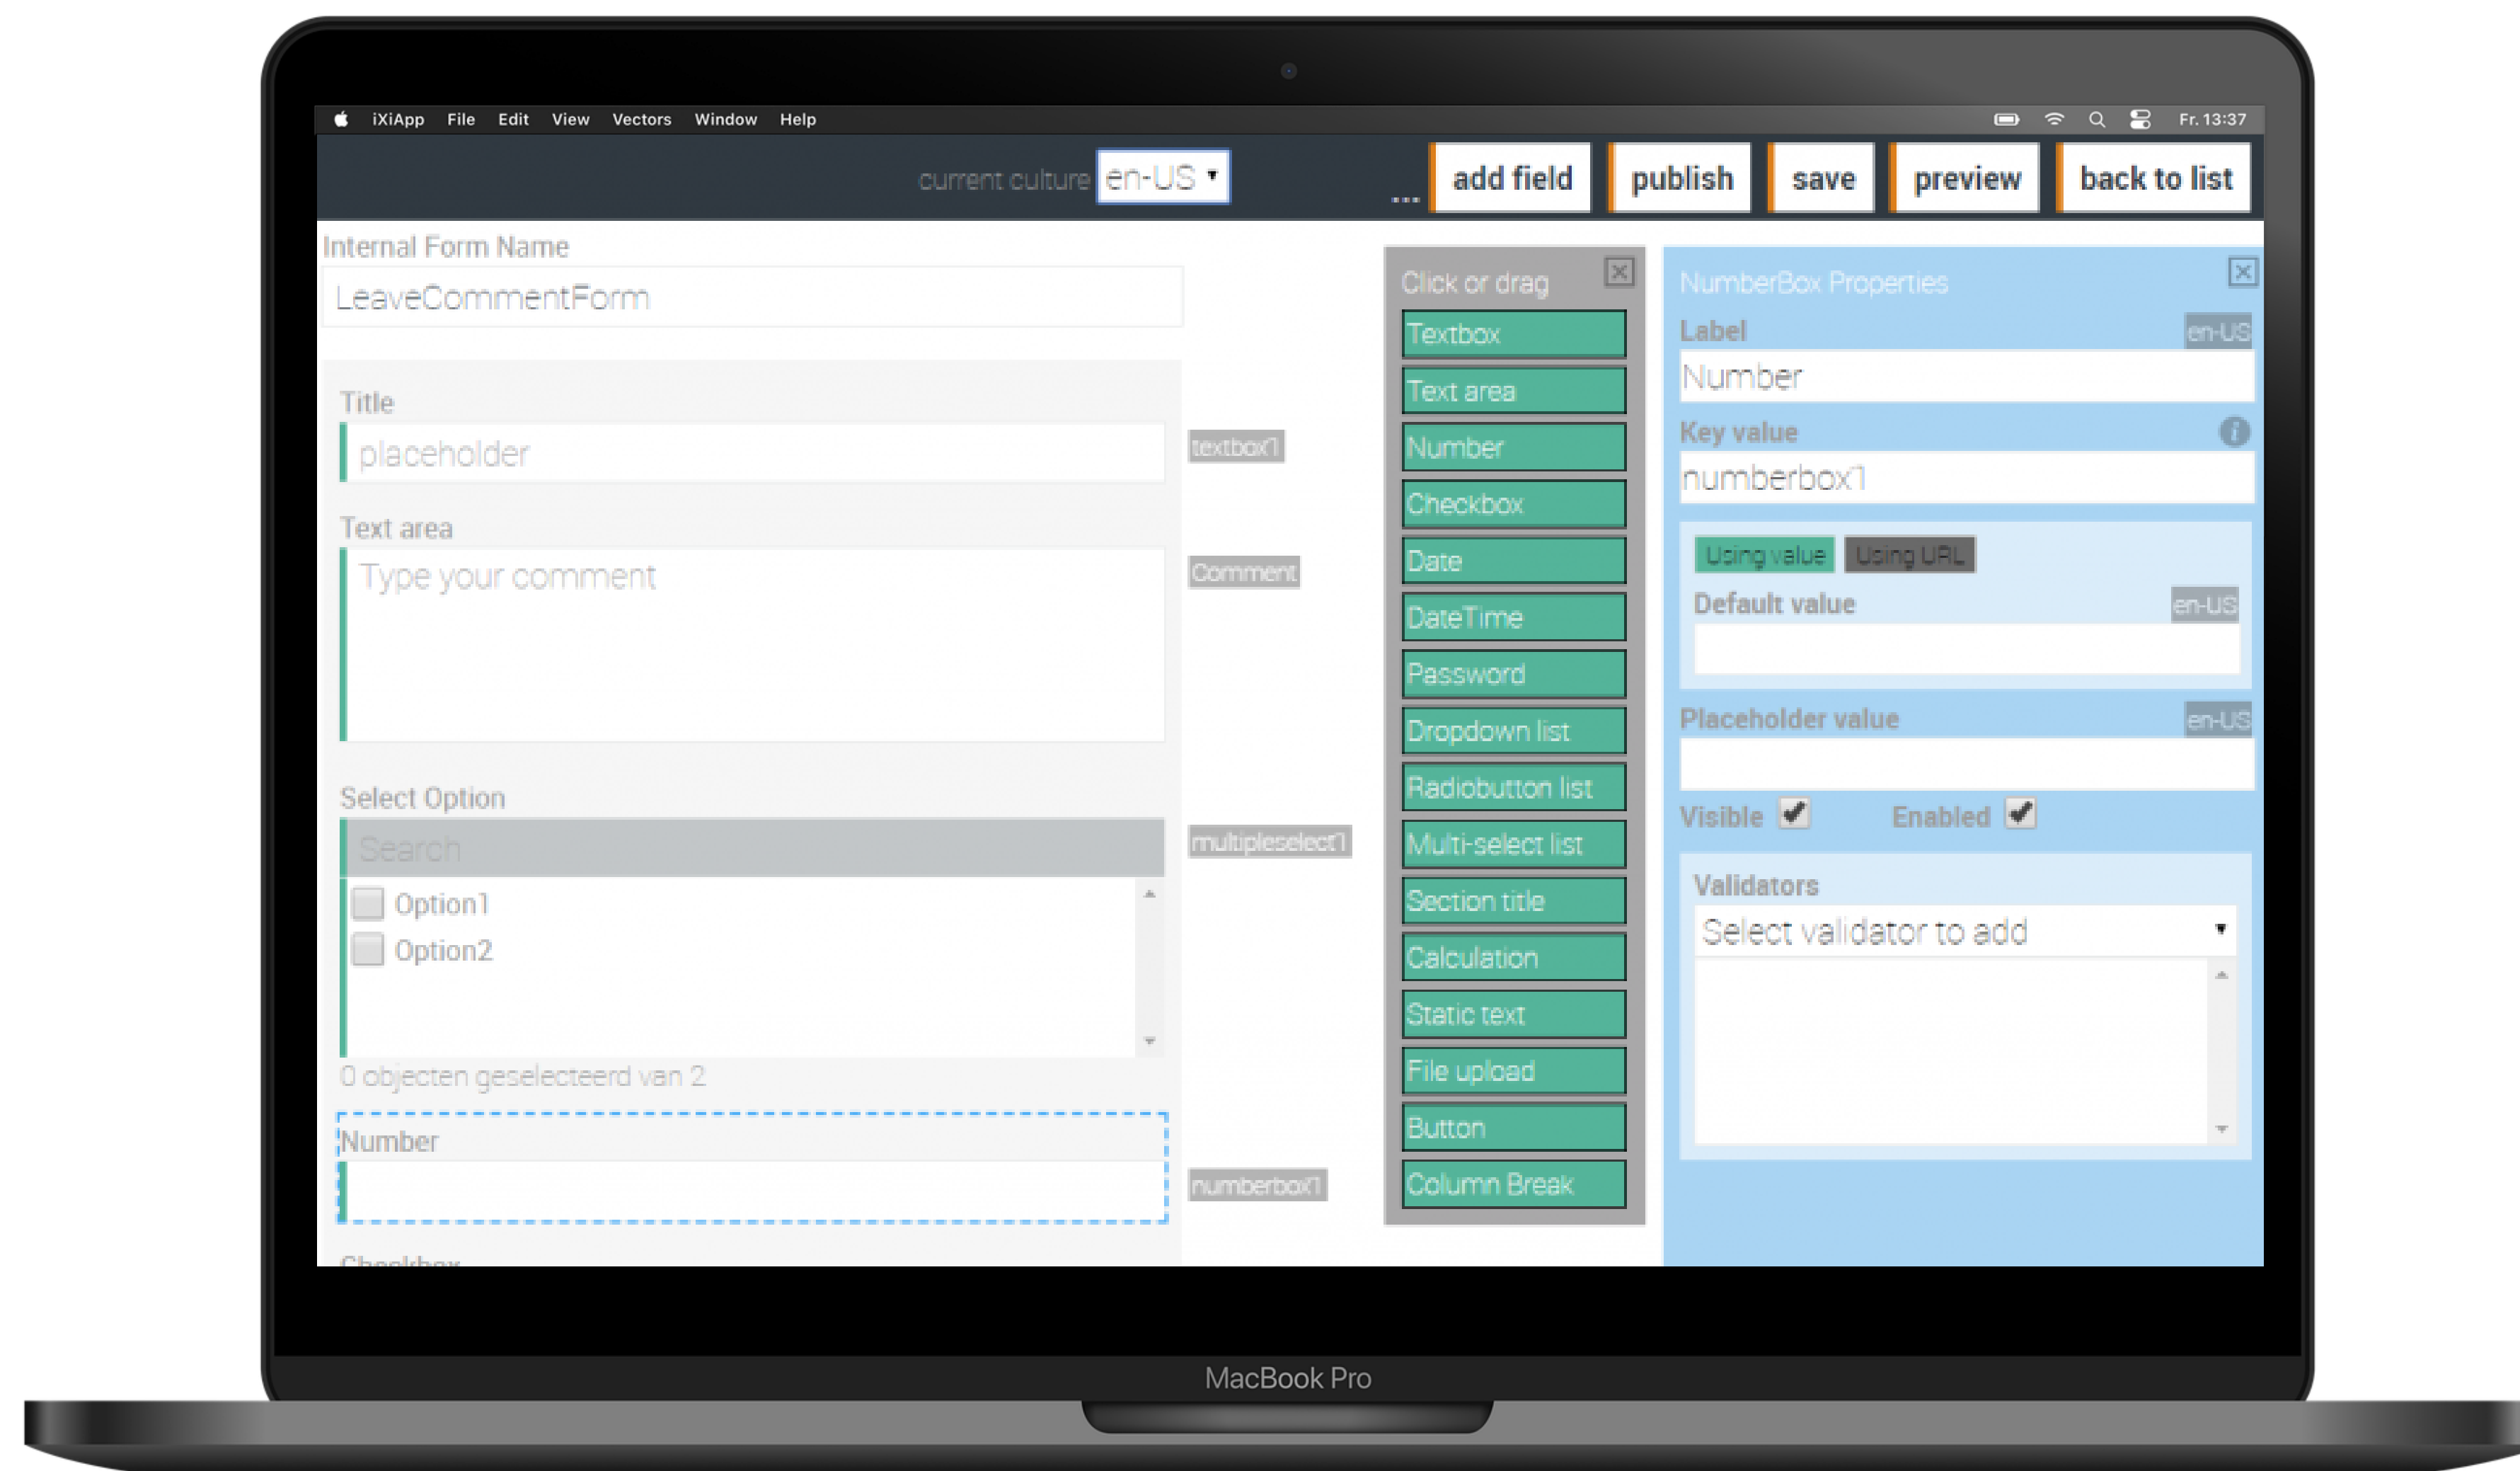 iXiApp File Edit View Vectors Window Help Fr. 13:37
current culture en-US ... add field publish save preview back to list
Internal Form Name
LeaveCommentForm
Title
placeholder
textbox1
Text area
Type your comment
Comment
Select Option
Search
multipleselect1
Option1
Option2
0 objecten geselecteerd van 2
Number
numberbox1
Checkbox
Click or drag
Textbox
Text area
Number
Checkbox
Date
DateTime
Password
Dropdown list
Radiobutton list
Multi-select list
Section title
Calculation
Static text
File upload
Button
Column Break
NumberBox Properties
Label en-US
Number
Key value i
numberbox1
Using value Using URL
Default value en-US
Placeholder value en-US
Visible Enabled
Validators
Select validator to add
MacBook Pro